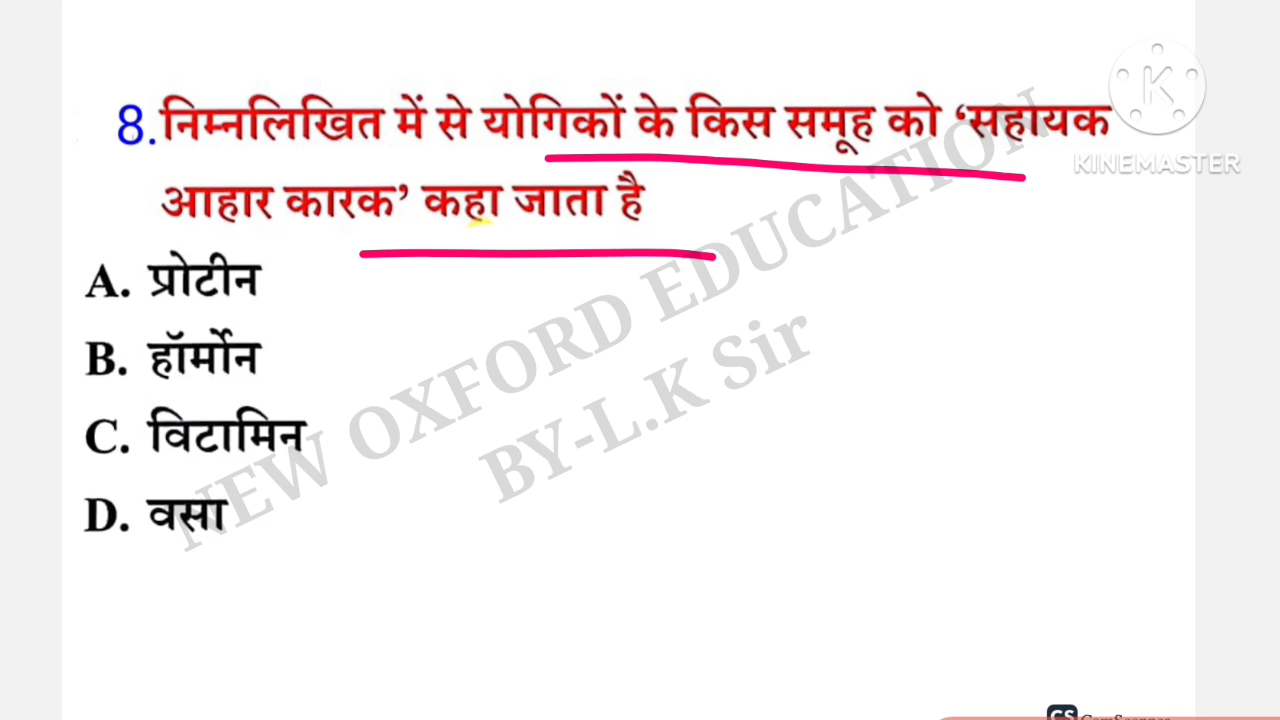 8. निम्नलिखित में से योगिकों के किस समूह को ‘सहायक
आहार कारक’ कहा जाता है
A. प्रोटीन
B. हॉर्मोन
C. विटामिन
D. वसा
NEW OXFORD EDUCATION
BY-L.K Sir
K
KINEMASTER
CS CamScanner